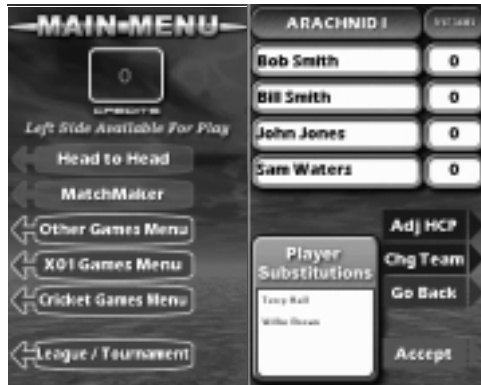 MAIN-MENU
0
CREDITS
Left Side Available For Play
Head to Head
MatchMaker
Other Games Menu
X01 Games Menu
Cricket Games Menu
League / Tournament
ARACHNID I
Bob Smith 0
Bill Smith 0
John Jones 0
Sam Waters 0
Adj HCP
Chg Team
Go Back
Accept
Player
Substitutions
Tony Hall